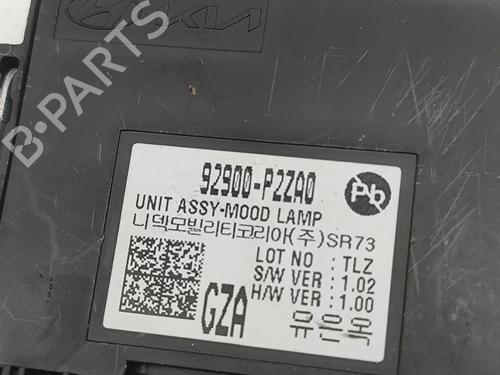 B-PARTS
KIA
92900-P2ZA0
Pb
UNIT ASSY-MOOD LAMP
니덱모빌리티코리아(주)SR73
LOT NO : TLZ
S/W VER : 1.02
H/W VER : 1.00
GZA
유은옥